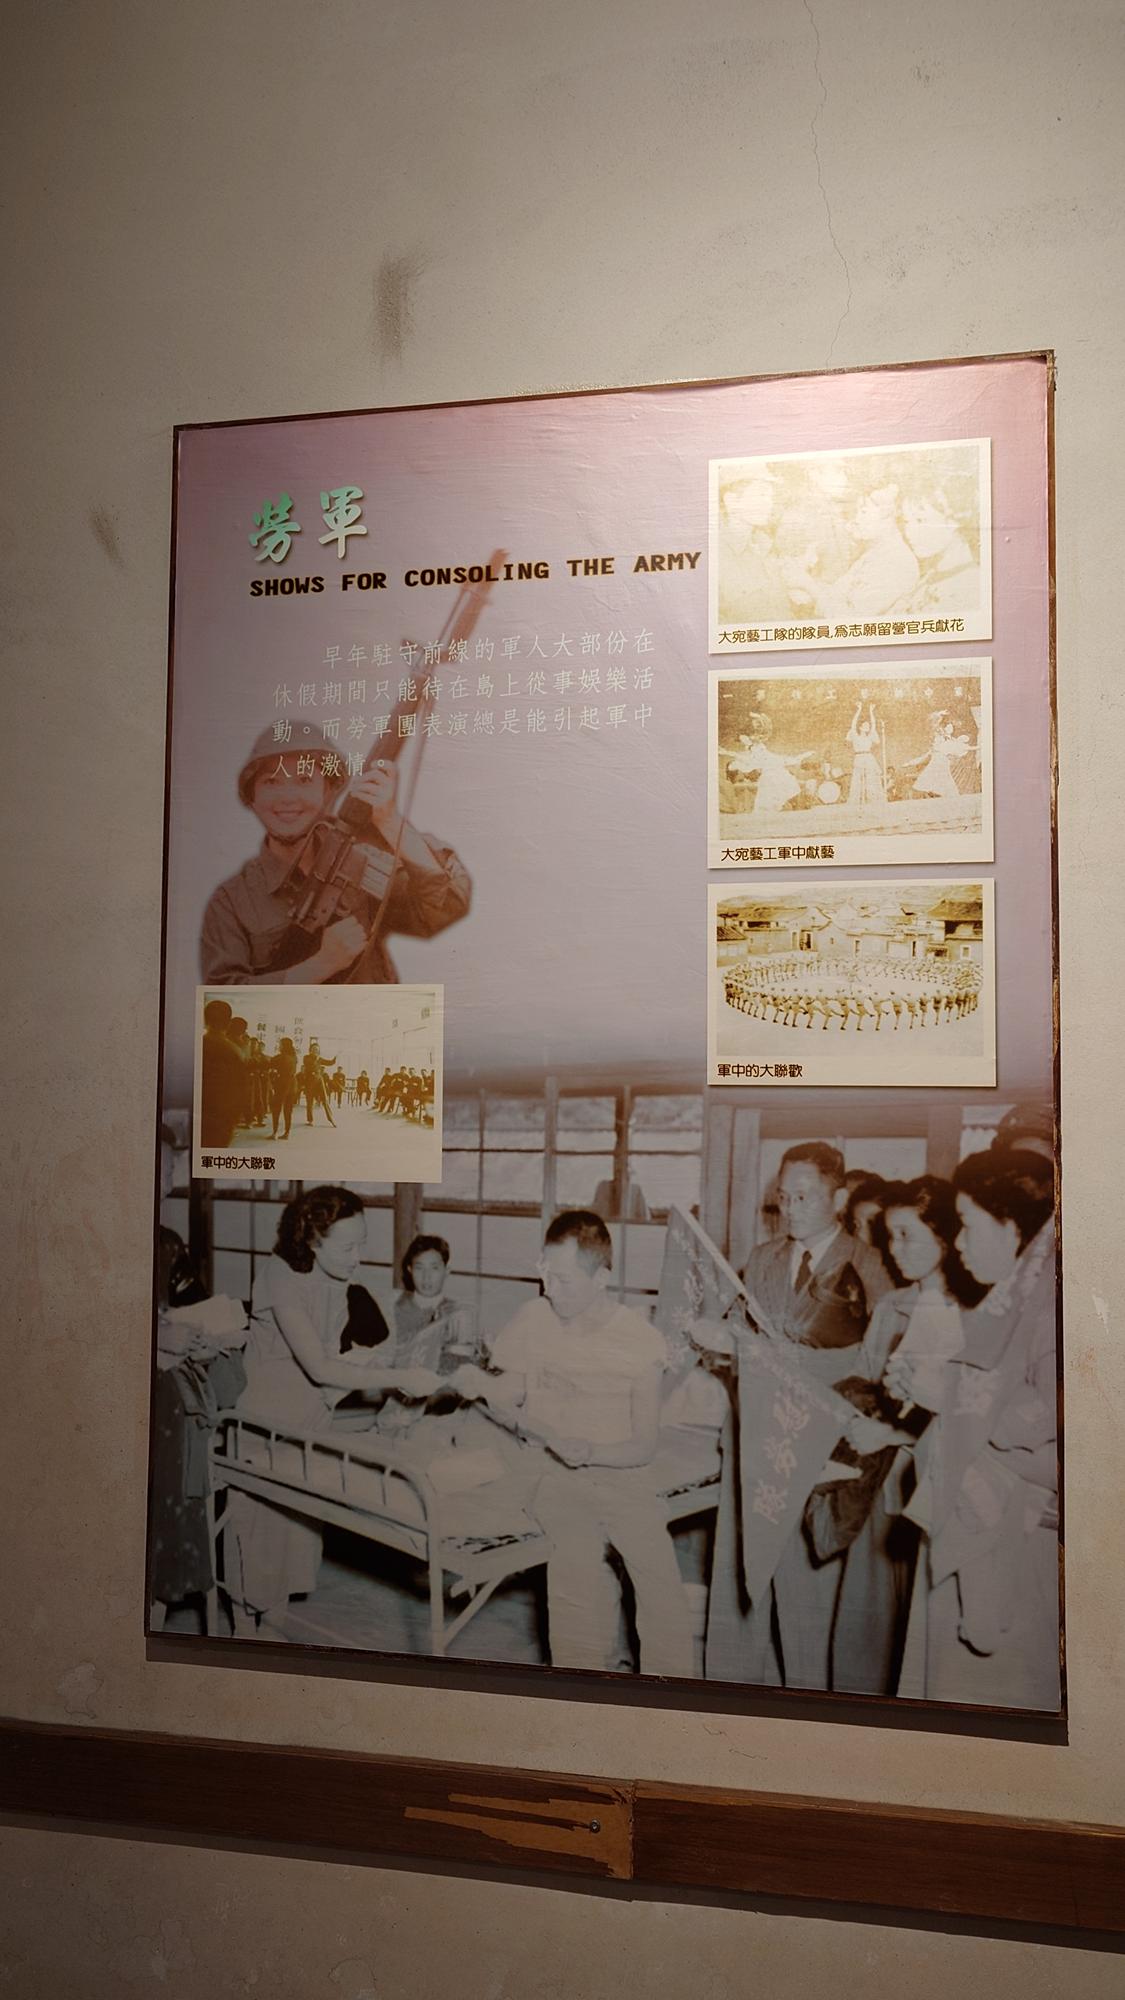 勞軍
SHOWS FOR CONSOLING THE ARMY
早年駐守前線的軍人大部份在
休假期間只能待在島上從事娛樂活
動。而勞軍團表演總是能引起軍中
人的激情。
大宛藝工隊的隊員,為志願留營官兵獻花
大宛藝工軍中獻藝
軍中的大聯歡
軍中的大聯歡
慰勞隊